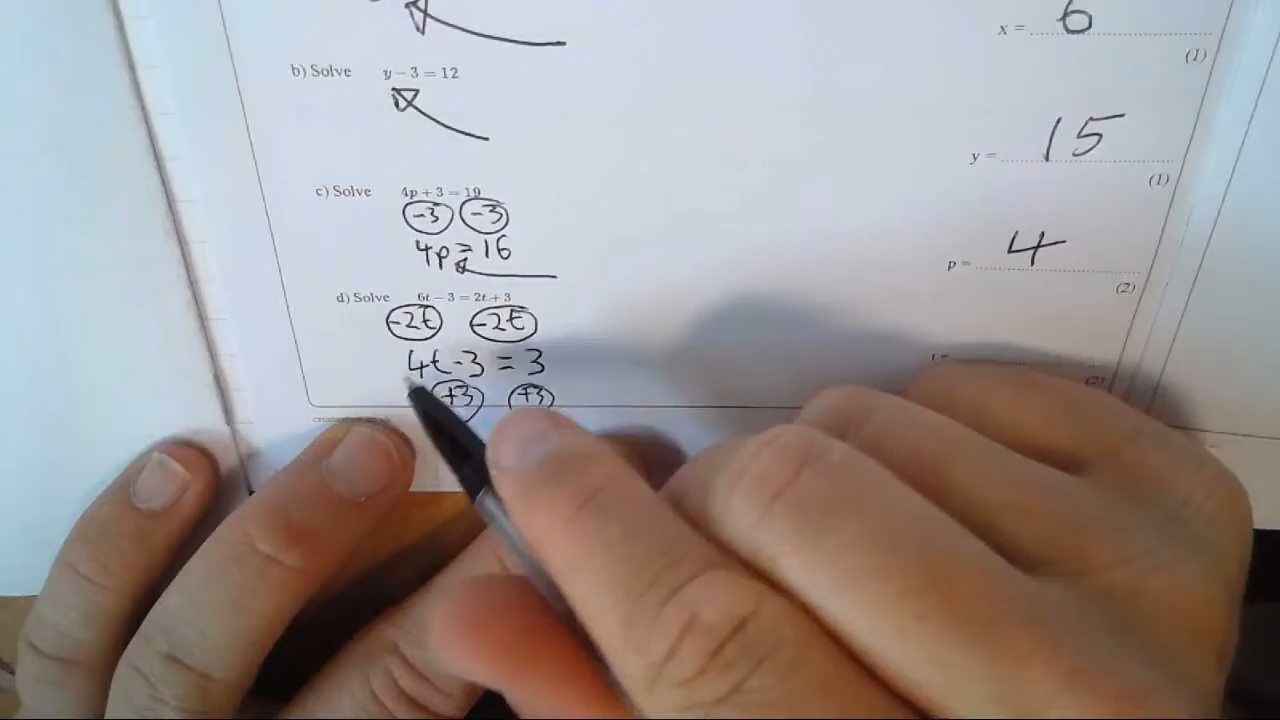 x = 6
(1)
b) Solve y − 3 = 12
y = 15
(1)
c) Solve 4p + 3 = 19
-3 -3
4p = 16
p = 4
(2)
d) Solve 6t − 3 = 2t + 3
-2t -2t
4t-3 = 3
+3 +3
(2)